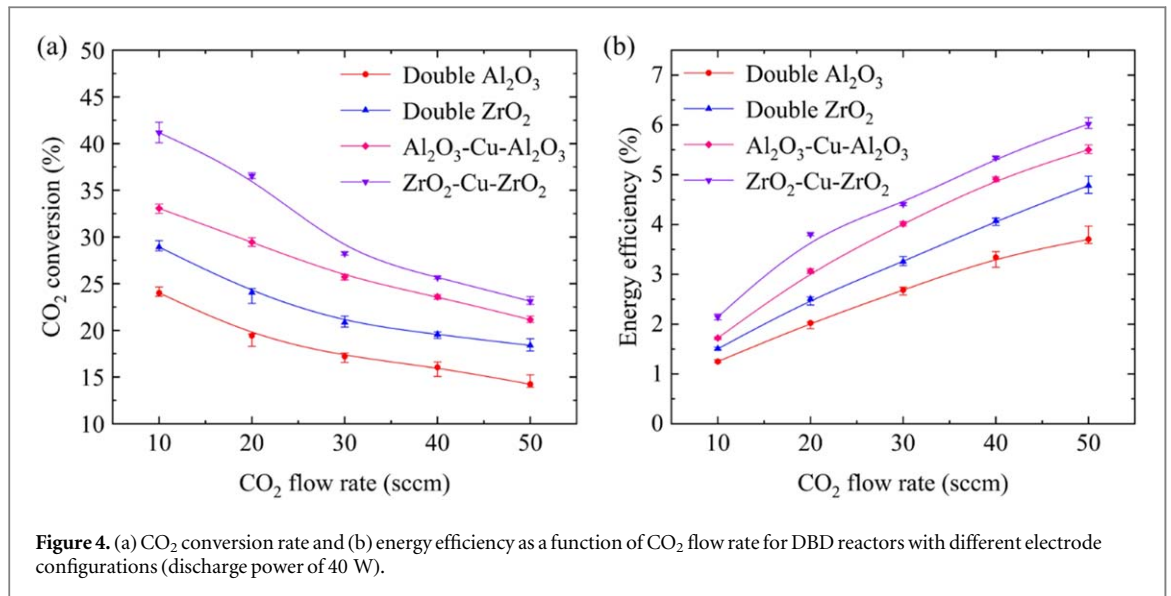 (a)
CO₂ conversion (%)
50
45
40
35
30
25
20
15
10
10 20 30 40 50
CO₂ flow rate (sccm)
Double Al₂O₃
Double ZrO₂
Al₂O₃-Cu-Al₂O₃
ZrO₂-Cu-ZrO₂
(b)
Energy efficiency (%)
7
6
5
4
3
2
1
0
10 20 30 40 50
CO₂ flow rate (sccm)
Double Al₂O₃
Double ZrO₂
Al₂O₃-Cu-Al₂O₃
ZrO₂-Cu-ZrO₂
Figure 4. (a) CO₂ conversion rate and (b) energy efficiency as a function of CO₂ flow rate for DBD reactors with different electrode
configurations (discharge power of 40 W).